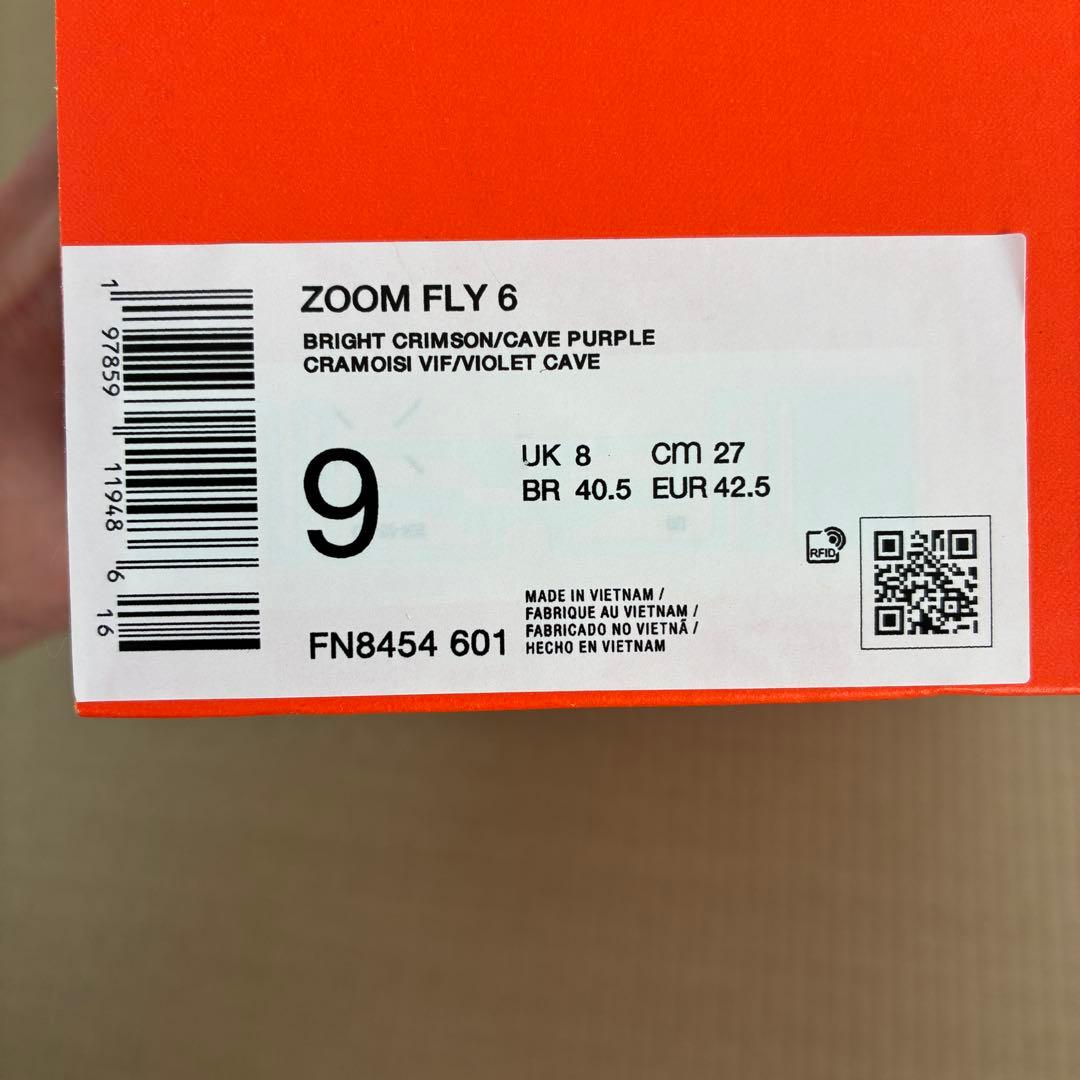 ZOOM FLY 6
BRIGHT CRIMSON/CAVE PURPLE
CRAMOISI VIF/VIOLET CAVE
9
UK 8 cm 27
BR 40.5 EUR 42.5
RFID
MADE IN VIETNAM /
FABRIQUE AU VIETNAM /
FABRICADO NO VIETNÃ /
HECHO EN VIETNAM
FN8454 601
1 97859 11948 6 16